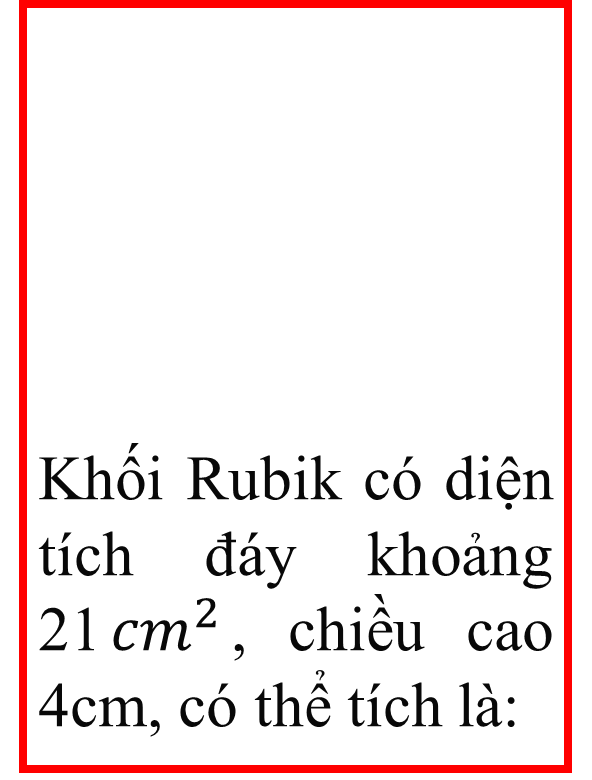 Khối Rubik có diện
tích đáy khoảng
21 𝑐𝑚², chiều cao
4cm, có thể tích là: